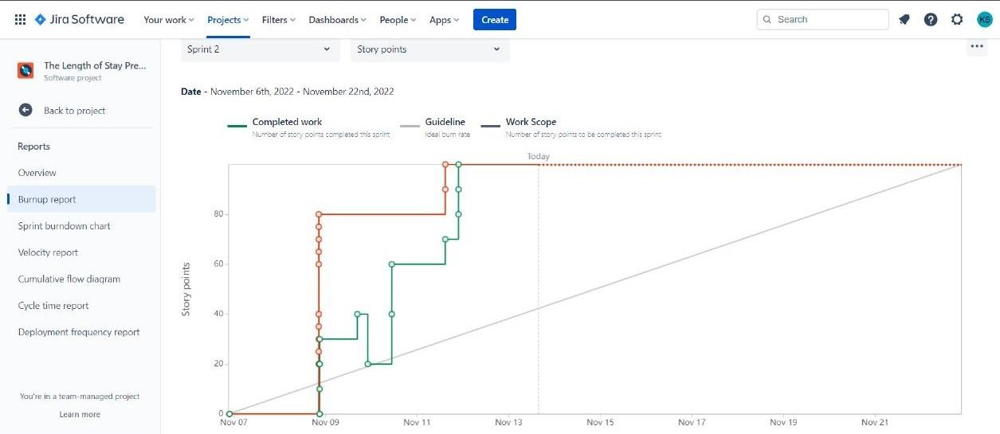 Jira Software Your work Projects Filters Dashboards People Apps Create Search KS
The Length of Stay Pre...
Software project
Back to project
Reports
Overview
Burnup report
Sprint burndown chart
Velocity report
Cumulative flow diagram
Cycle time report
Deployment frequency report
You're in a team-managed project
Learn more
Sprint 2 Story points
Date - November 6th, 2022 - November 22nd, 2022
Completed work Guideline Work Scope
Number of story points completed this sprint Ideal burn rate Number of story points to be completed this sprint
Today
Story points
80
60
40
20
0
Nov 07 Nov 09 Nov 11 Nov 13 Nov 15 Nov 17 Nov 19 Nov 21